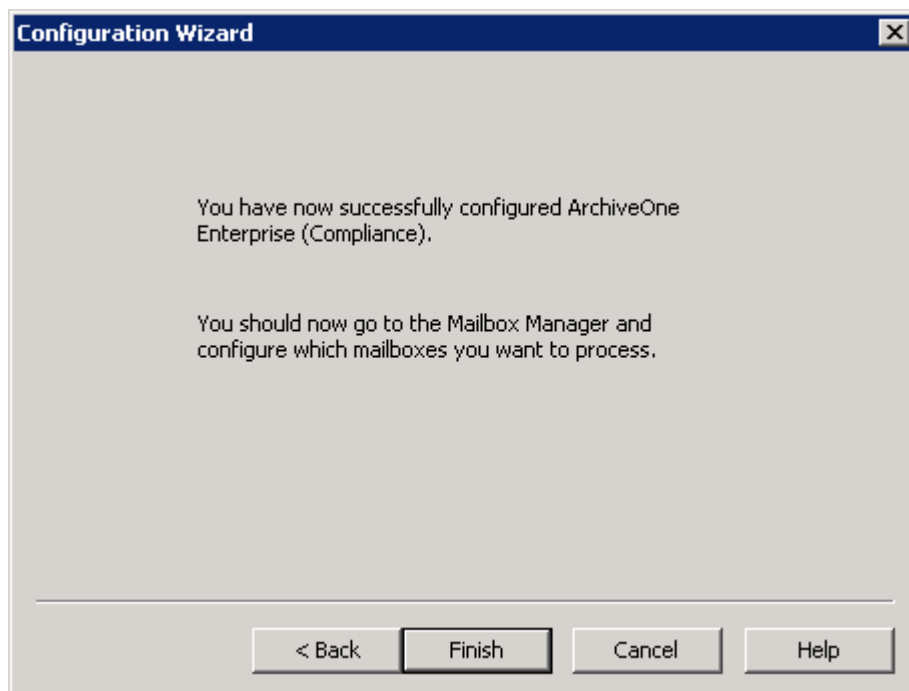 Configuration Wizard
You have now successfully configured ArchiveOne
Enterprise (Compliance).
You should now go to the Mailbox Manager and
configure which mailboxes you want to process.
< Back Finish Cancel Help